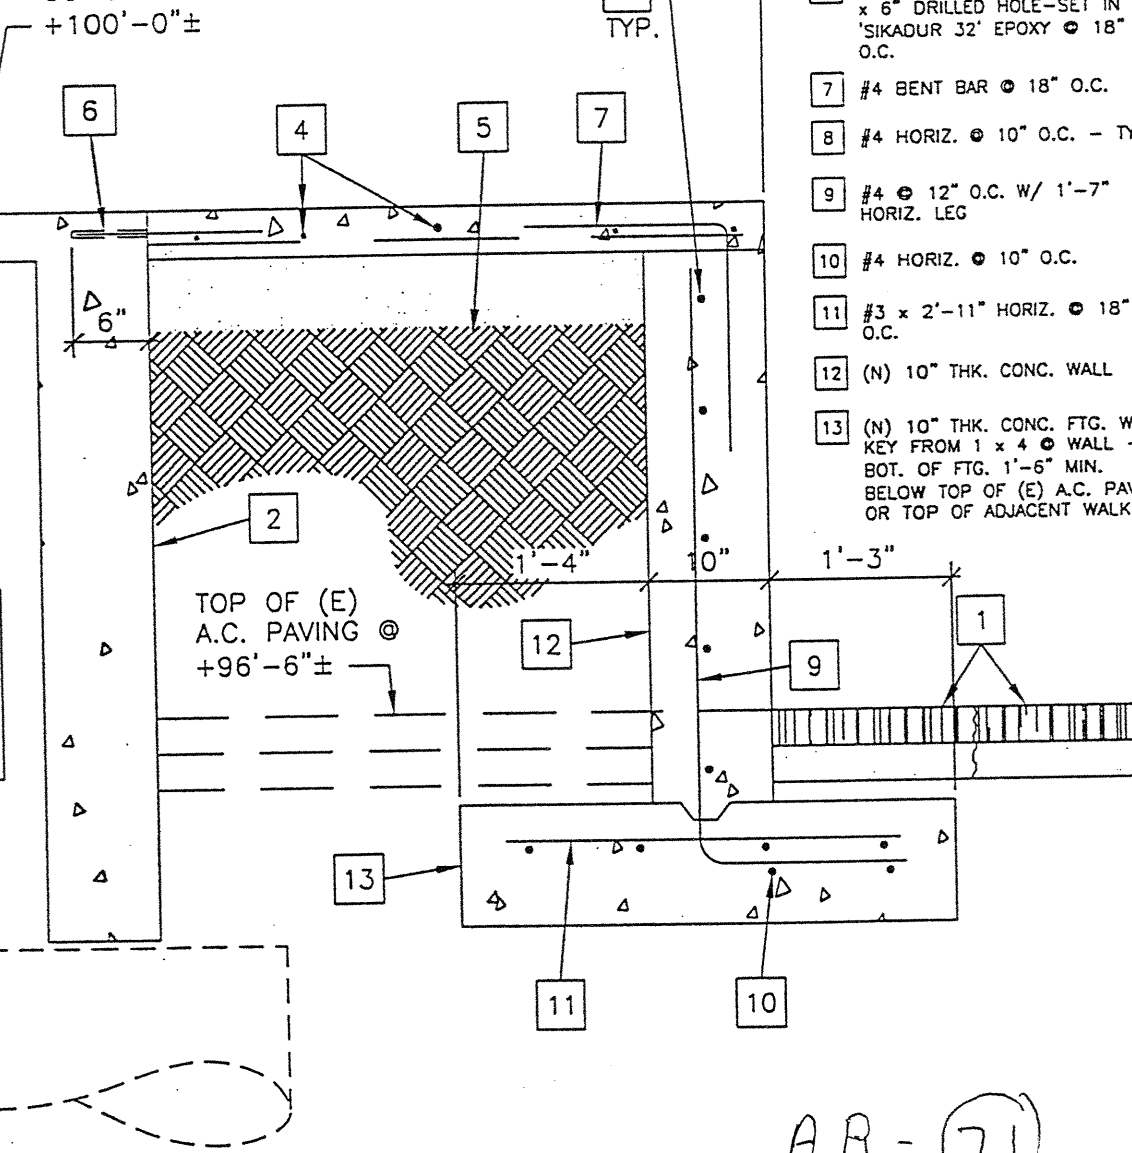 +100'-0"±
TYP.
x 6" DRILLED HOLE-SET IN
'SIKADUR 32' EPOXY @ 18"
O.C.
7 #4 BENT BAR @ 18" O.C.
8 #4 HORIZ. @ 10" O.C. -
9 #4 @ 12" O.C. W/ 1'-7"
HORIZ. LEG
10 #4 HORIZ. @ 10" O.C.
11 #3 x 2'-11" HORIZ. @ 18"
O.C.
12 (N) 10" THK. CONC. WALL
13 (N) 10" THK. CONC. FTG.
KEY FROM 1 x 4 @ WALL -
BOT. OF FTG. 1'-6" MIN.
BELOW TOP OF (E) A.C.
OR TOP OF ADJACENT WALK
6
4
5
7
6"
2
1'-4"
10"
1'-3"
TOP OF (E)
A.C. PAVING @
+96'-6"±
12
9
1
13
11
10
AR - 71